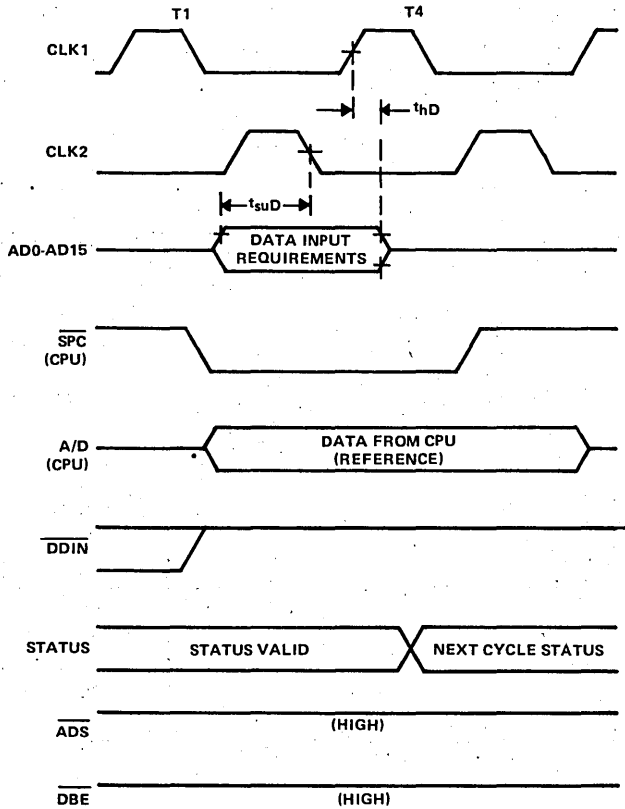 T1 T4
CLK1
thD
CLK2
tsuD
AD0-AD15
DATA INPUT
REQUIREMENTS
SPC
(CPU)
A/D
(CPU)
DATA FROM CPU
(REFERENCE)
DDIN
STATUS
STATUS VALID
NEXT CYCLE STATUS
ADS
(HIGH)
DBE
(HIGH)